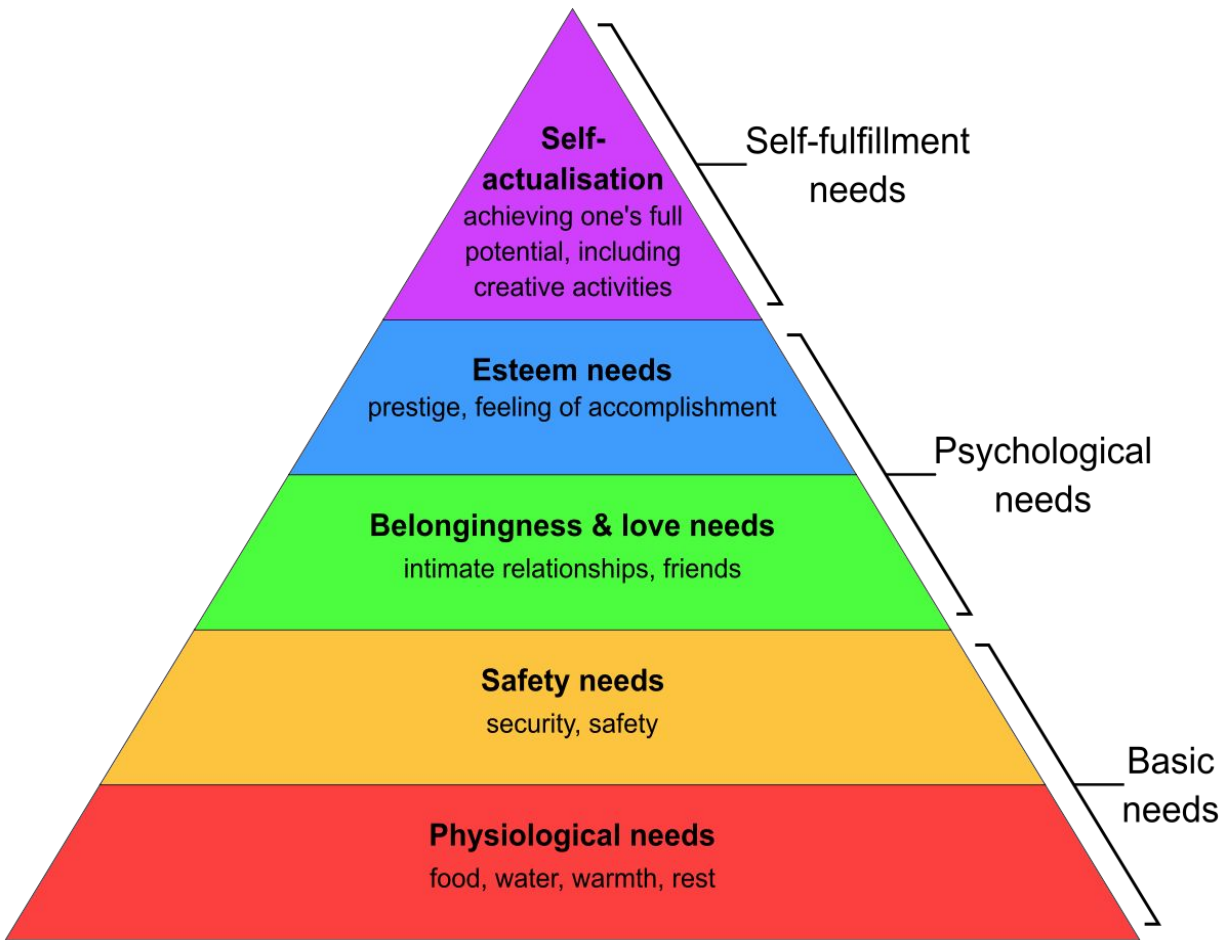 Self-
actualisation
achieving one's full
potential, including
creative activities
Self-fulfillment
needs
Esteem needs
prestige, feeling of accomplishment
Psychological
needs
Belongingness & love needs
intimate relationships, friends
Safety needs
security, safety
Basic
needs
Physiological needs
food, water, warmth, rest